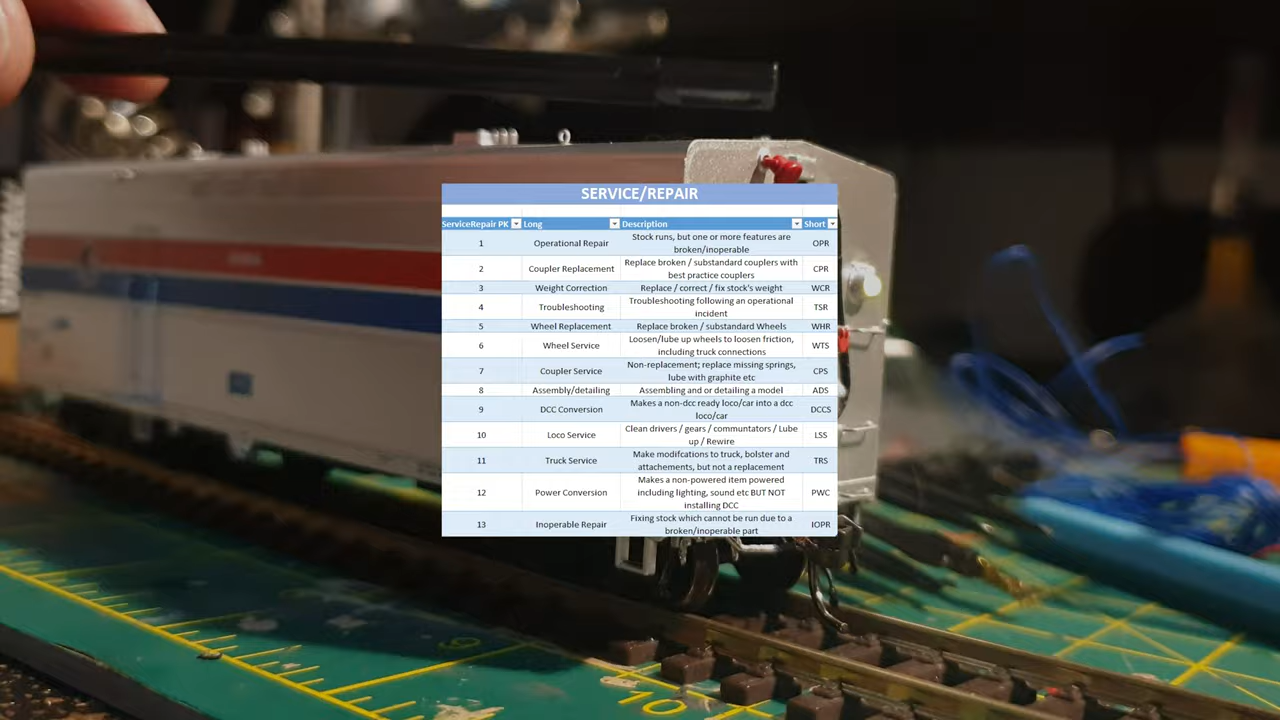 SERVICE/REPAIR
ServiceRepair PK Long Description Short
1 Operational Repair Stock runs, but one or more features are broken/inoperable OPR
2 Coupler Replacement Replace broken / substandard couplers with best practice couplers CPR
3 Weight Correction Replace / correct / fix stock's weight WCR
4 Troubleshooting Troubleshooting following an operational incident TSR
5 Wheel Replacement Replace broken / substandard Wheels WHR
6 Wheel Service Loosen/lube up wheels to loosen friction, including truck connections WTS
7 Coupler Service Non-replacement; replace missing springs, lube with graphite etc CPS
8 Assembly/detailing Assembling and or detailing a model ADS
9 DCC Conversion Makes a non-dcc ready loco/car into a dcc loco/car DCCS
10 Loco Service Clean drivers / gears / communtators / Lube up / Rewire LSS
11 Truck Service Make modifcations to truck, bolster and attachements, but not a replacement TRS
12 Power Conversion Makes a non-powered item powered including lighting, sound etc BUT NOT installing DCC PWC
13 Inoperable Repair Fixing stock which cannot be run due to a broken/inoperable part IOPR
9
10